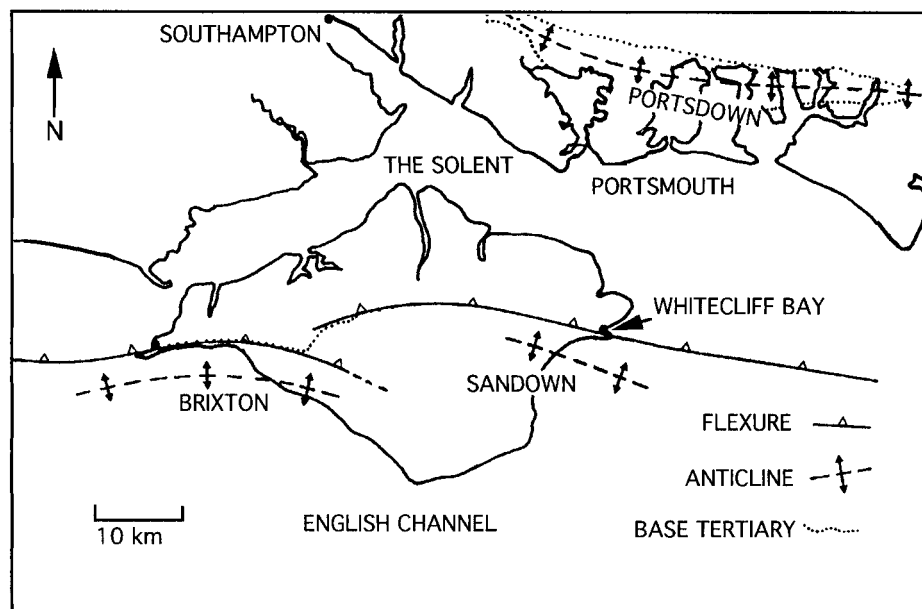 SOUTHAMPTON
N
PORTSDOWN
THE SOLENT
PORTSMOUTH
WHITECLIFF BAY
SANDOWN
BRIXTON
FLEXURE
ANTICLINE
BASE TERTIARY
10 km
ENGLISH CHANNEL